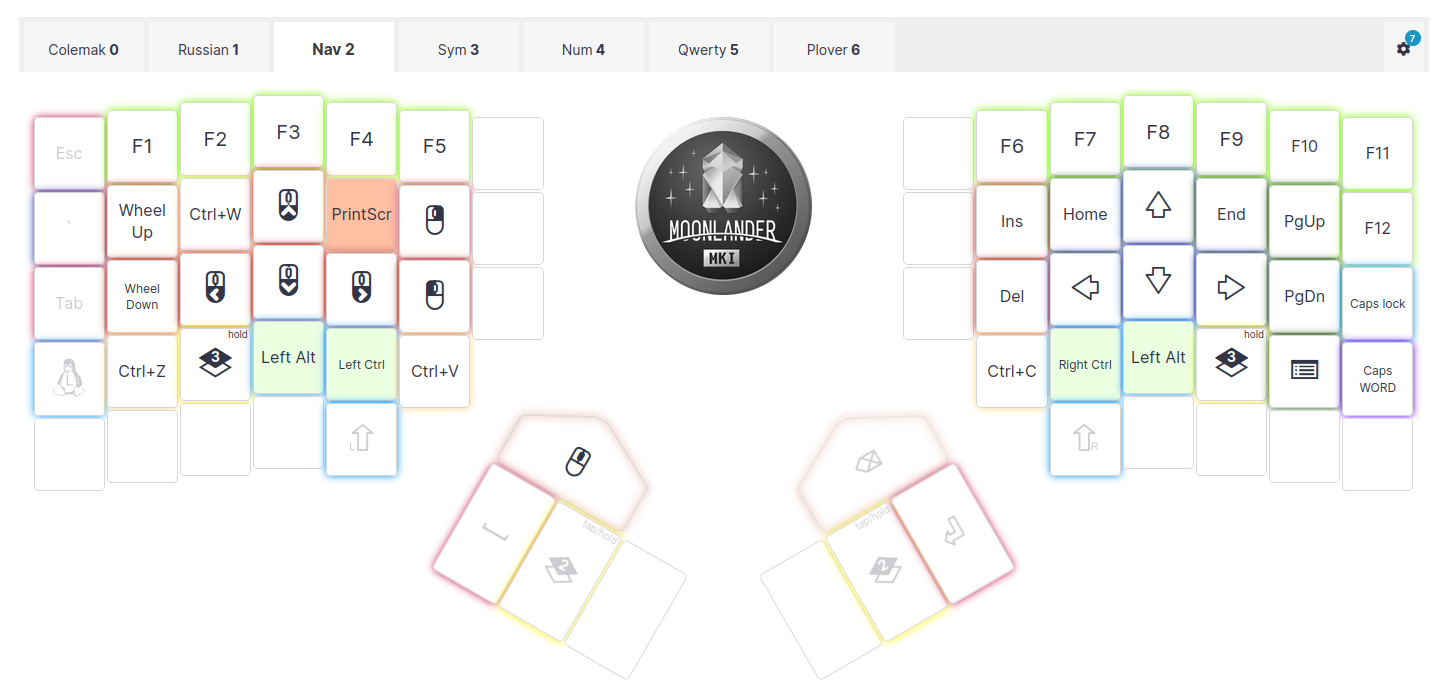 Colemak 0
Russian 1
Nav 2
Sym 3
Num 4
Qwerty 5
Plover 6
7
Esc
F1
F2
F3
F4
F5
F6
F7
F8
F9
F10
F11
`
Wheel
Up
Ctrl+W
PrintScr
Ins
Home
End
PgUp
F12
MOONLANDER
MKI
Tab
Wheel
Down
Del
PgDn
Caps lock
L
Ctrl+Z
hold
3
Left Alt
Left Ctrl
Ctrl+V
Ctrl+C
Right Ctrl
Left Alt
hold
3
Caps
WORD
L
R
tap/hold
2
tap/hold
2